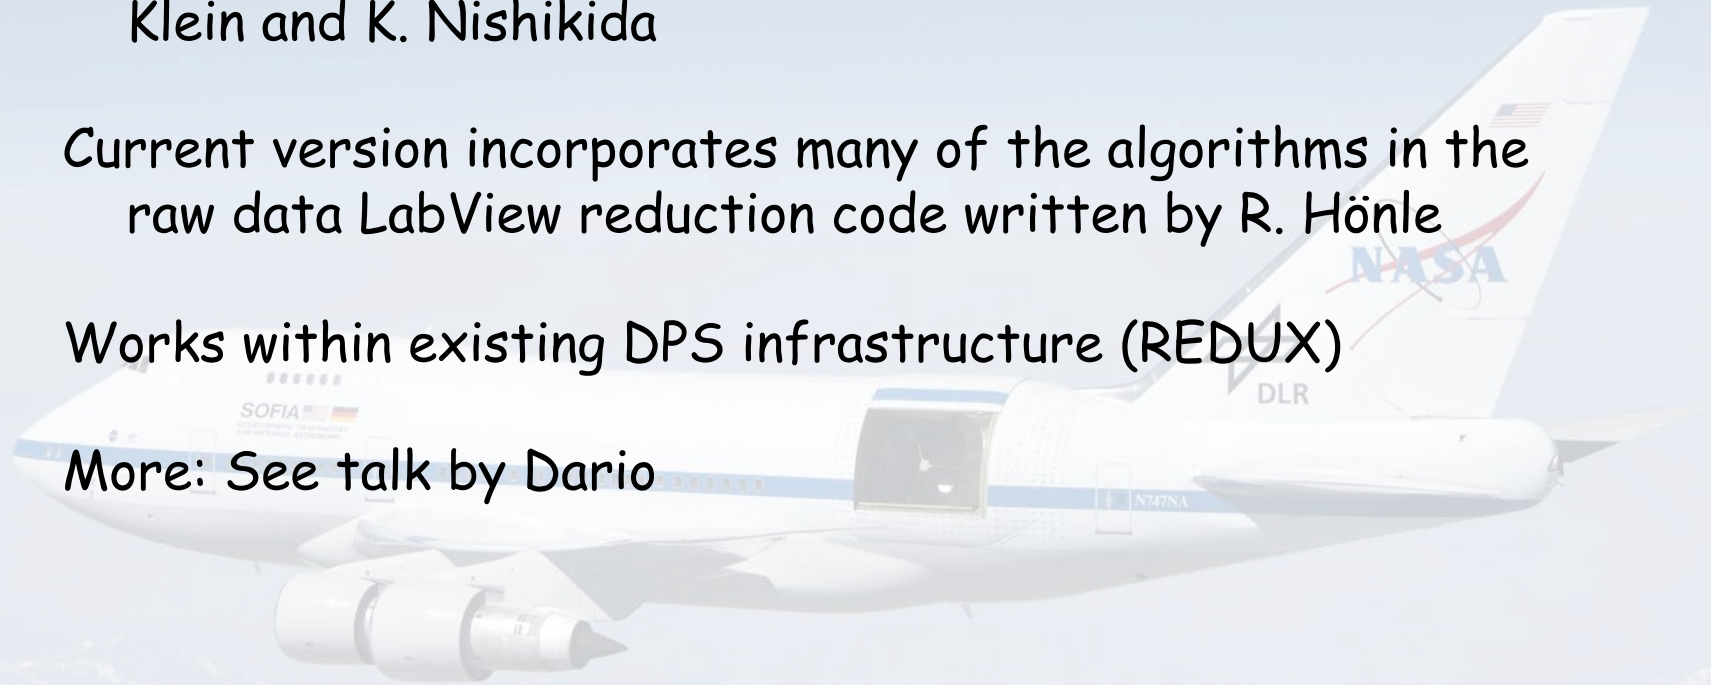 Klein and K. Nishikida
Current version incorporates many of the algorithms in the
raw data LabView reduction code written by R. Hönle
NASA
Works within existing DPS infrastructure (REDUX)
DLR
SOFIA
More: See talk by Dario
N747NA